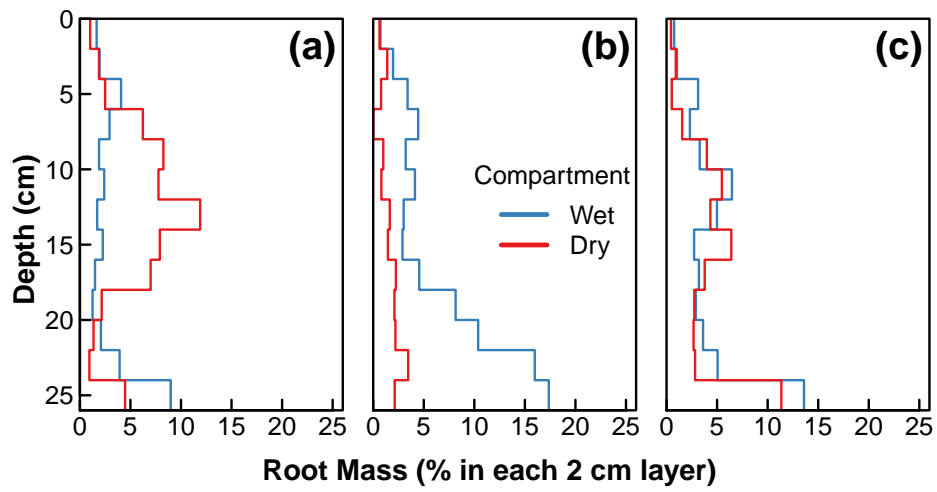 (a) (b) (c)
0
5
10
15
20
25
Depth (cm)
Compartment
Wet
Dry
0 5 10 15 20 25 0 5 10 15 20 25 0 5 10 15 20 25
Root Mass (% in each 2 cm layer)